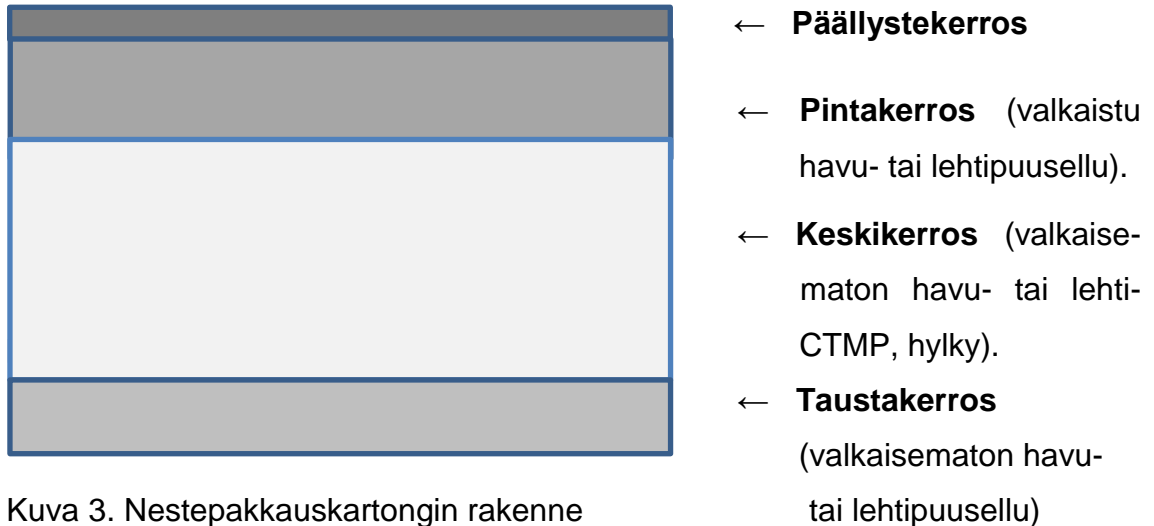 ← Päällystekerros
← Pintakerros (valkaistu
havu- tai lehtipuusellu).
← Keskikerros (valkaise-
maton havu- tai lehti-
CTMP, hylky).
← Taustakerros
(valkaisematon havu-
tai lehtipuusellu)
Kuva 3. Nestepakkauskartongin rakenne